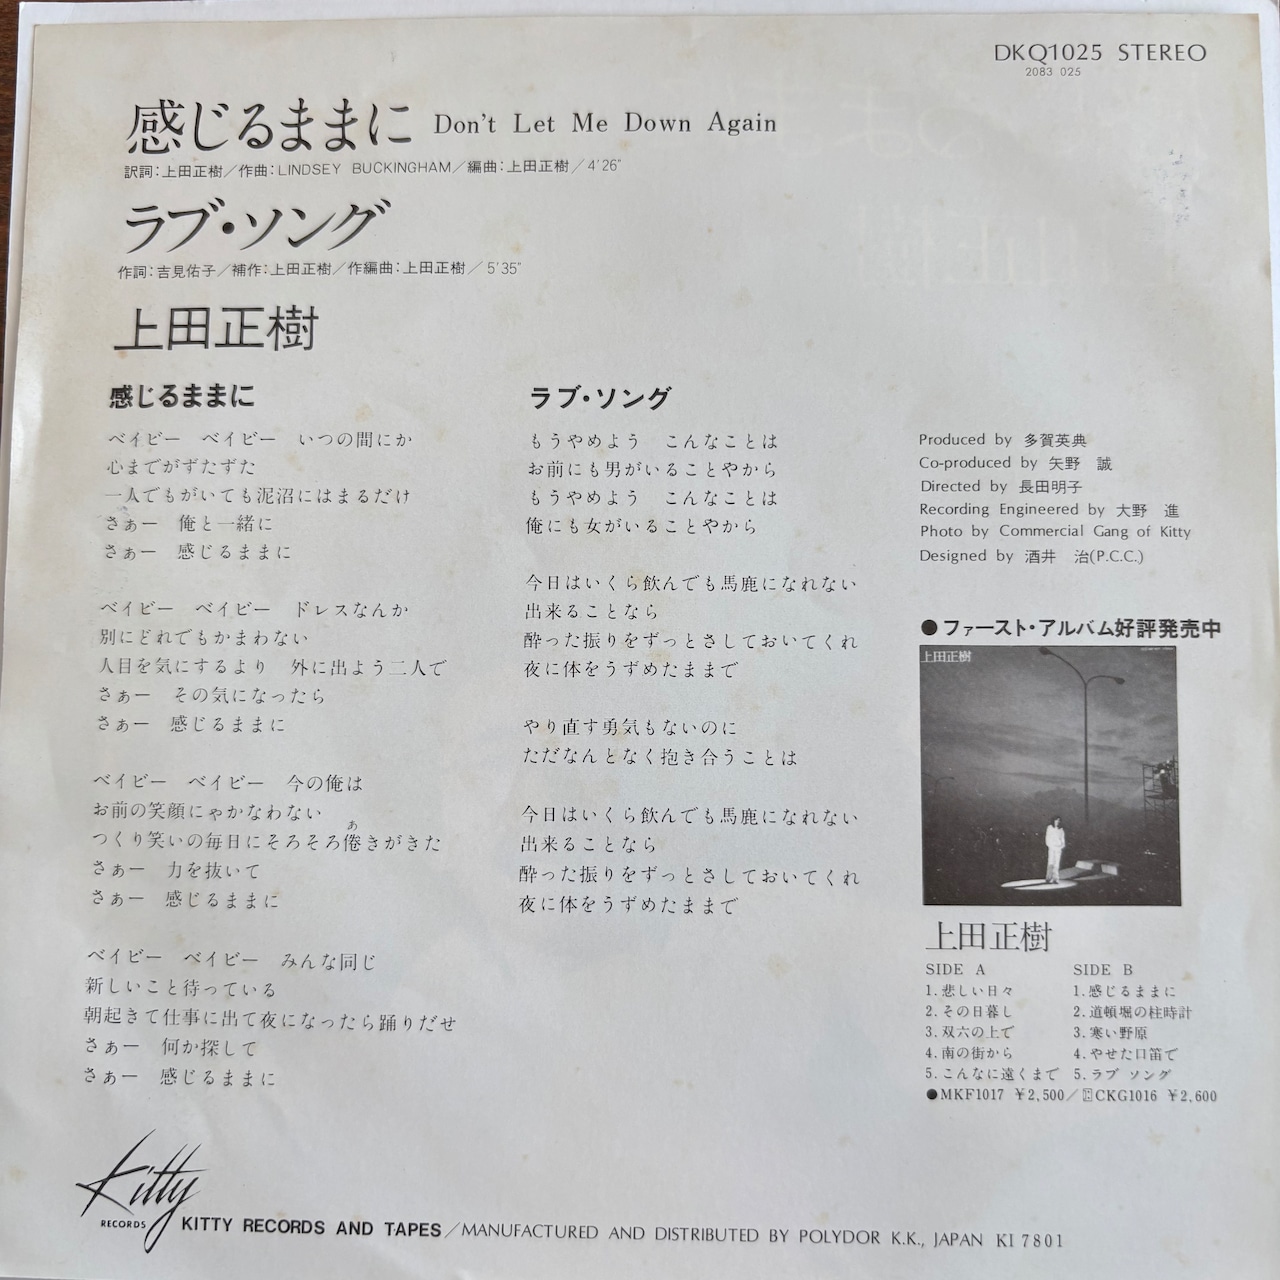 DKQ1025 STEREO
2083 025
感じるままに Don't Let Me Down Again
訳詞:上田正樹/作曲:LINDSEY BUCKINGHAM/編曲:上田正樹/4'26"
ラブ・ソング
作詞:吉見佑子/補作:上田正樹/作編曲:上田正樹/5'35"
上田正樹
感じるままに
ベイビー ベイビー いつの間にか
心までがずたずた
一人でもがいても泥沼にはまるだけ
さぁー 俺と一緒に
さぁー 感じるままに
ベイビー ベイビー ドレスなんか
別にどれでもかまわない
人目を気にするより 外に出よう二人で
さぁー その気になったら
さぁー 感じるままに
ベイビー ベイビー 今の俺は
お前の笑顔にゃかなわない
つくり笑いの毎日にそろそろ倦きがきた
あ
さぁー 力を抜いて
さぁー 感じるままに
ベイビー ベイビー みんな同じ
新しいこと待っている
朝起きて仕事に出て夜になったら踊りだせ
さぁー 何か探して
さぁー 感じるままに
ラブ・ソング
もうやめよう こんなことは
お前にも男がいることやから
もうやめよう こんなことは
俺にも女がいることやから
今日はいくら飲んでも馬鹿になれない
出来ることなら
酔った振りをずっとさしておいてくれ
夜に体をうずめたままで
やり直す勇気もないのに
ただなんとなく抱き合うことは
今日はいくら飲んでも馬鹿になれない
出来ることなら
酔った振りをずっとさしておいてくれ
夜に体をうずめたままで
Produced by 多賀英典
Co-produced by 矢野 誠
Directed by 長田明子
Recording Engineered by 大野 進
Photo by Commercial Gang of Kitty
Designed by 酒井 治(P.C.C.)
●ファースト・アルバム好評発売中
上田正樹
上田正樹
SIDE A
1.悲しい日々
2.その日暮し
3.双六の上で
4.南の街から
5.こんなに遠くまで
SIDE B
1.感じるままに
2.道頓堀の柱時計
3.寒い野原
4.やせた口笛で
5.ラブ ソング
●MKF1017 ¥2,500/CKG1016 ¥2,600
Kitty
RECORDS
KITTY RECORDS AND TAPES/MANUFACTURED AND DISTRIBUTED BY POLYDOR K.K., JAPAN KI 7801